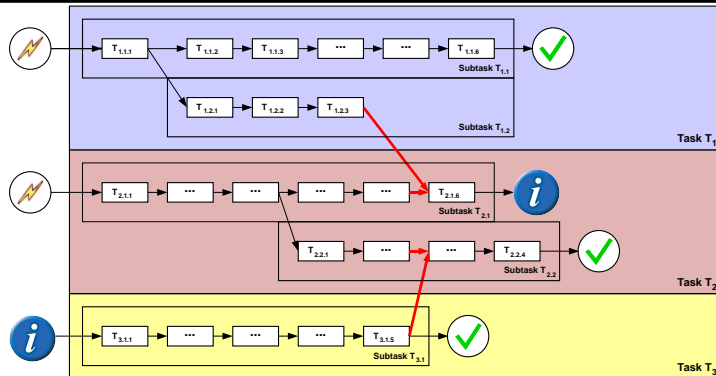 T1.1.1 T1.1.2 T1.1.3 ... ... T1.1.6
Subtask T1.1
T1.2.1 T1.2.2 T1.2.3
Subtask T1.2
Task T1
T2.1.1 ... ... ... ... T2.1.6
Subtask T2.1
i
T2.2.1 ... ... T2.2.4
Subtask T2.2
Task T2
i
T3.1.1 ... ... ... T3.1.5
Subtask T3.1
Task T3